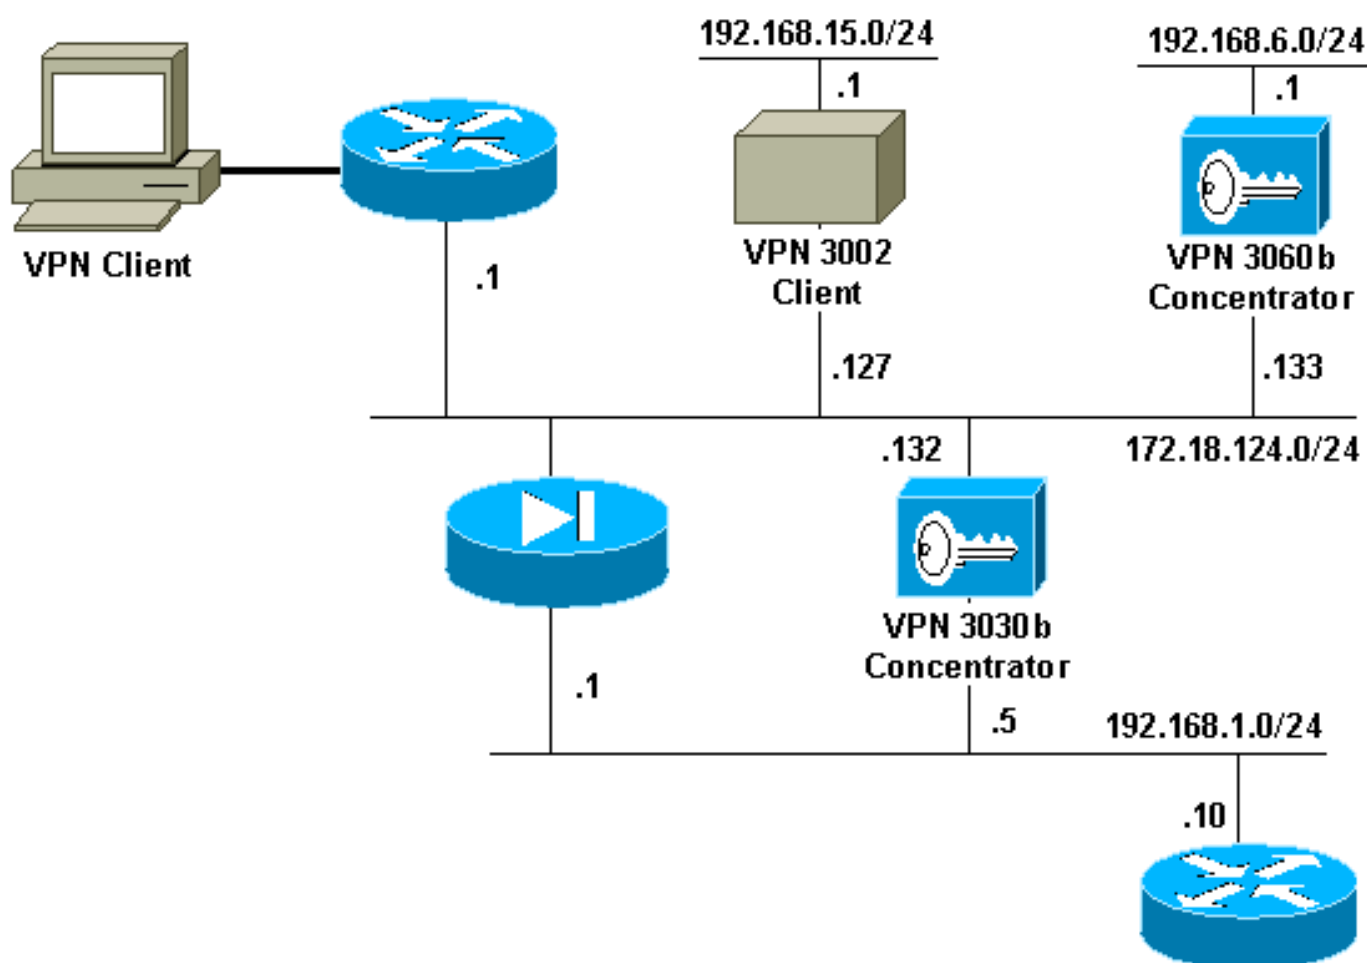 192.168.15.0/24
192.168.6.0/24
.1
.1
VPN Client
VPN 3002
Client
VPN 3060b
Concentrator
.1
.127
.133
.132
172.18.124.0/24
VPN 3030b
Concentrator
.1
.5
192.168.1.0/24
.10